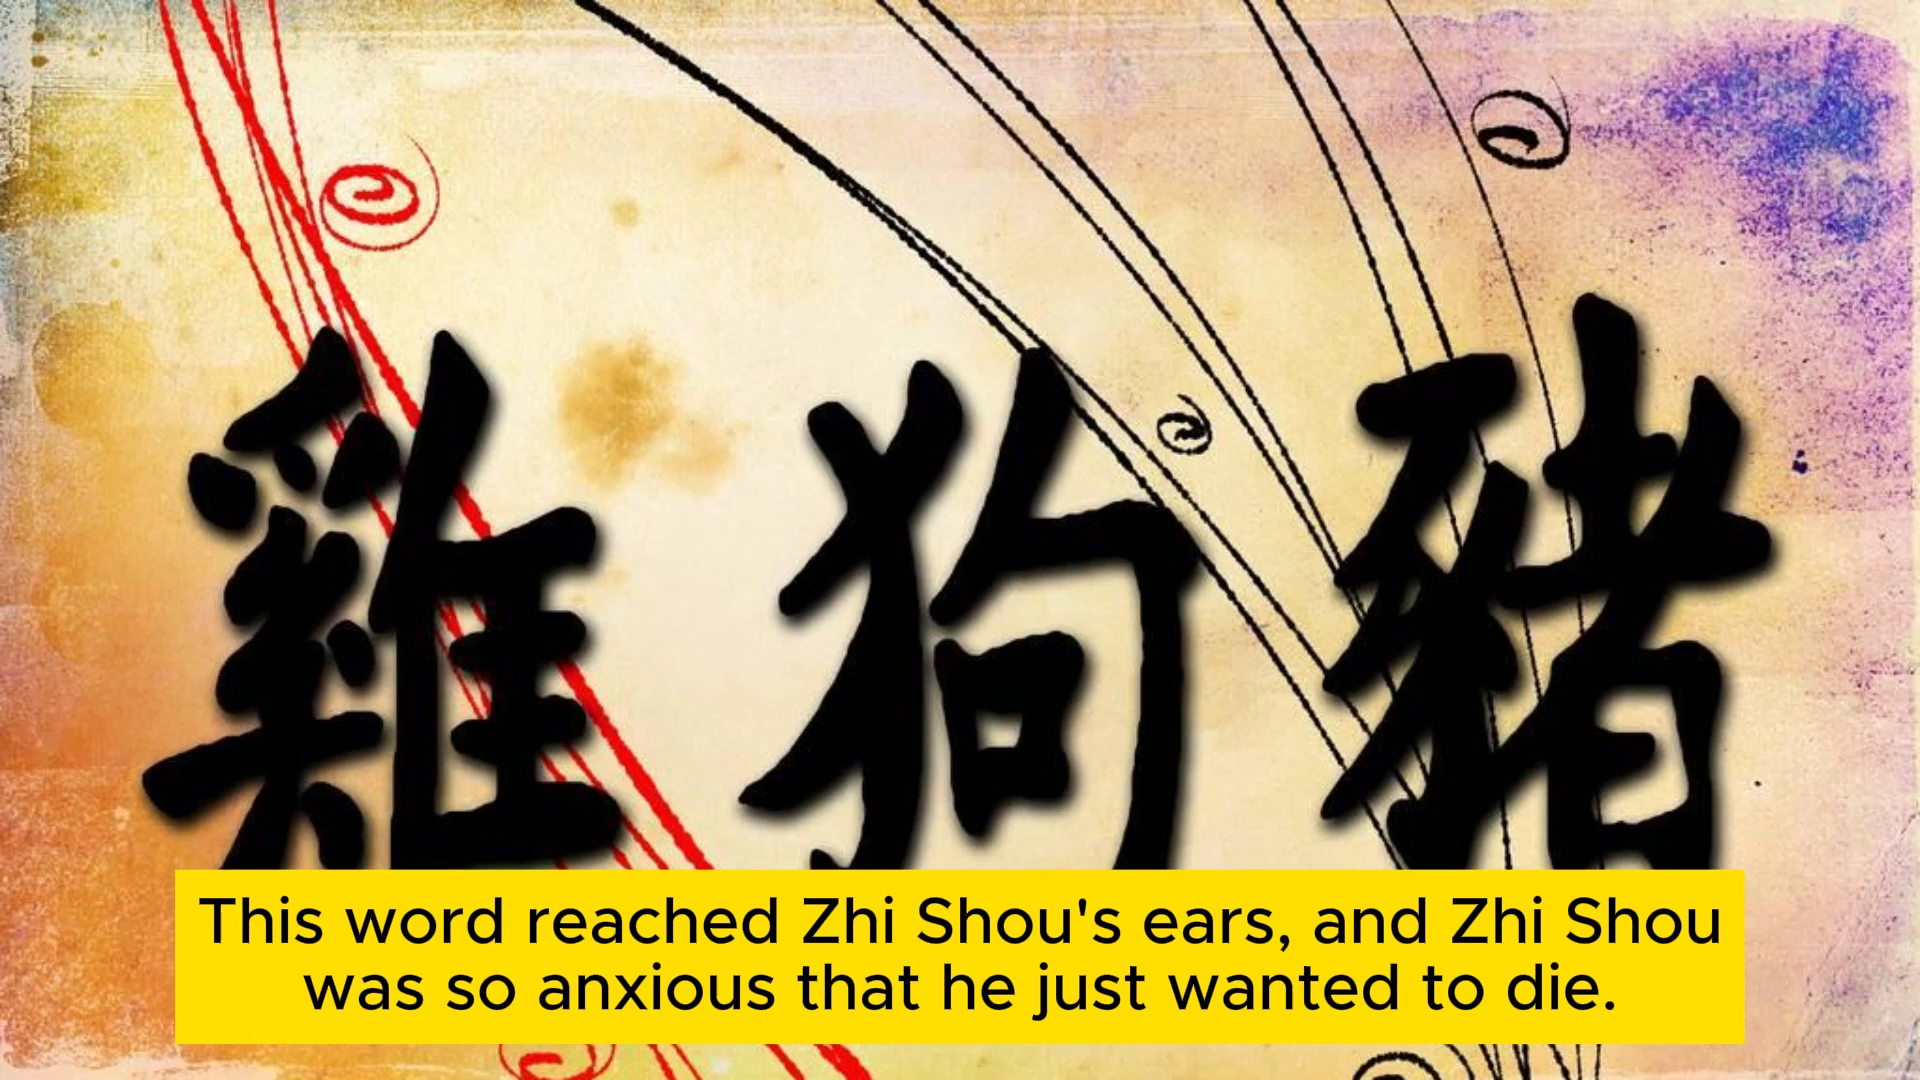 雞狗豬
This word reached Zhi Shou's ears, and Zhi Shou
was so anxious that he just wanted to die.